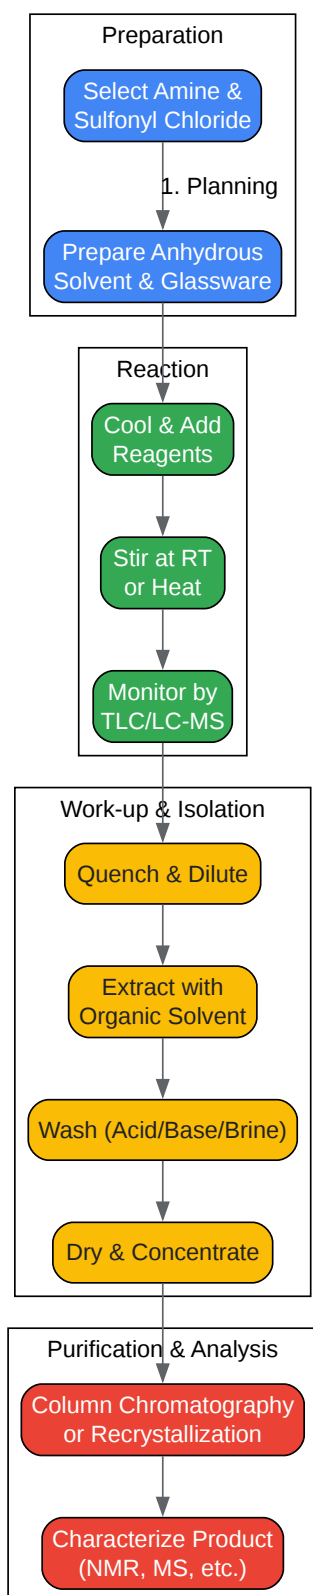 Preparation
Select Amine &
Sulfonyl Chloride
1. Planning
Prepare Anhydrous
Solvent & Glassware
Reaction
Cool & Add
Reagents
Stir at RT
or Heat
Monitor by
TLC/LC-MS
Work-up & Isolation
Quench & Dilute
Extract with
Organic Solvent
Wash (Acid/Base/Brine)
Dry & Concentrate
Purification & Analysis
Column Chromatography
or Recrystallization
Characterize Product
(NMR, MS, etc.)